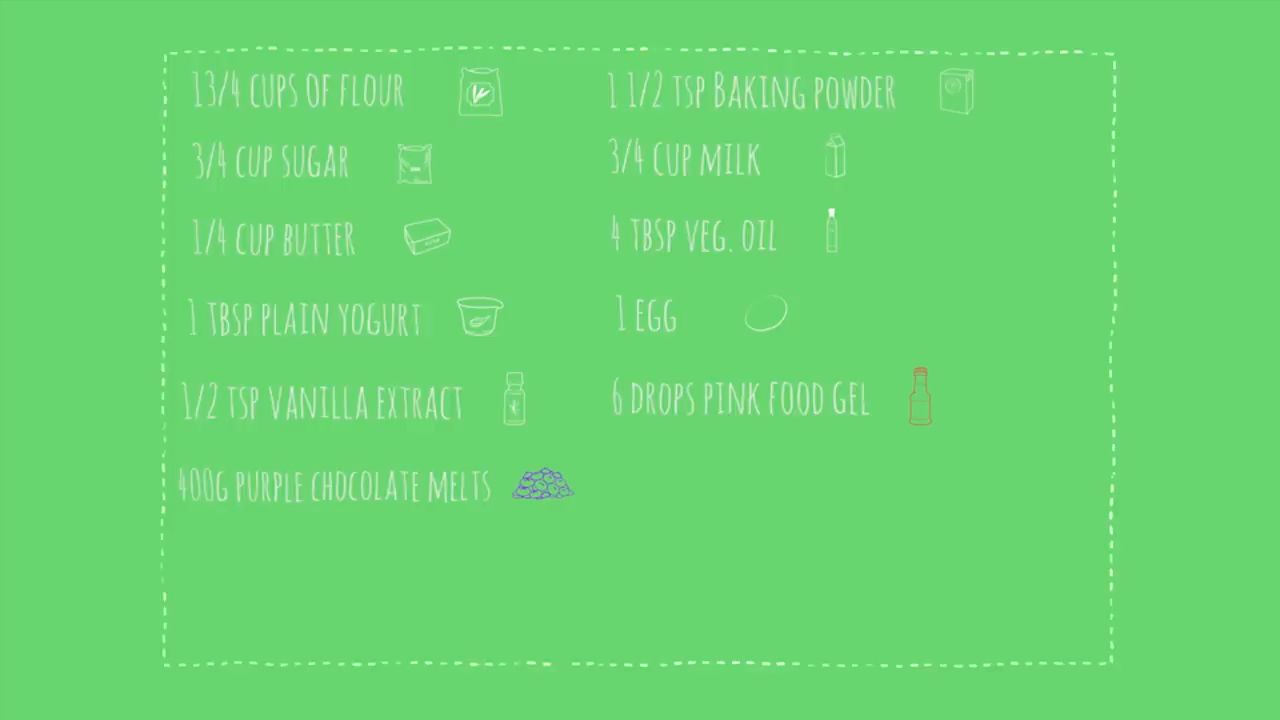 1 3/4 CUPS OF FLOUR
1 1/2 TSP BAKING POWDER
3/4 CUP SUGAR
3/4 CUP MILK
1/4 CUP BUTTER
4 TBSP VEG. OIL
1 TBSP PLAIN YOGURT
1 EGG
1/2 TSP VANILLA EXTRACT
6 DROPS PINK FOOD GEL
400G PURPLE CHOCOLATE MELTS